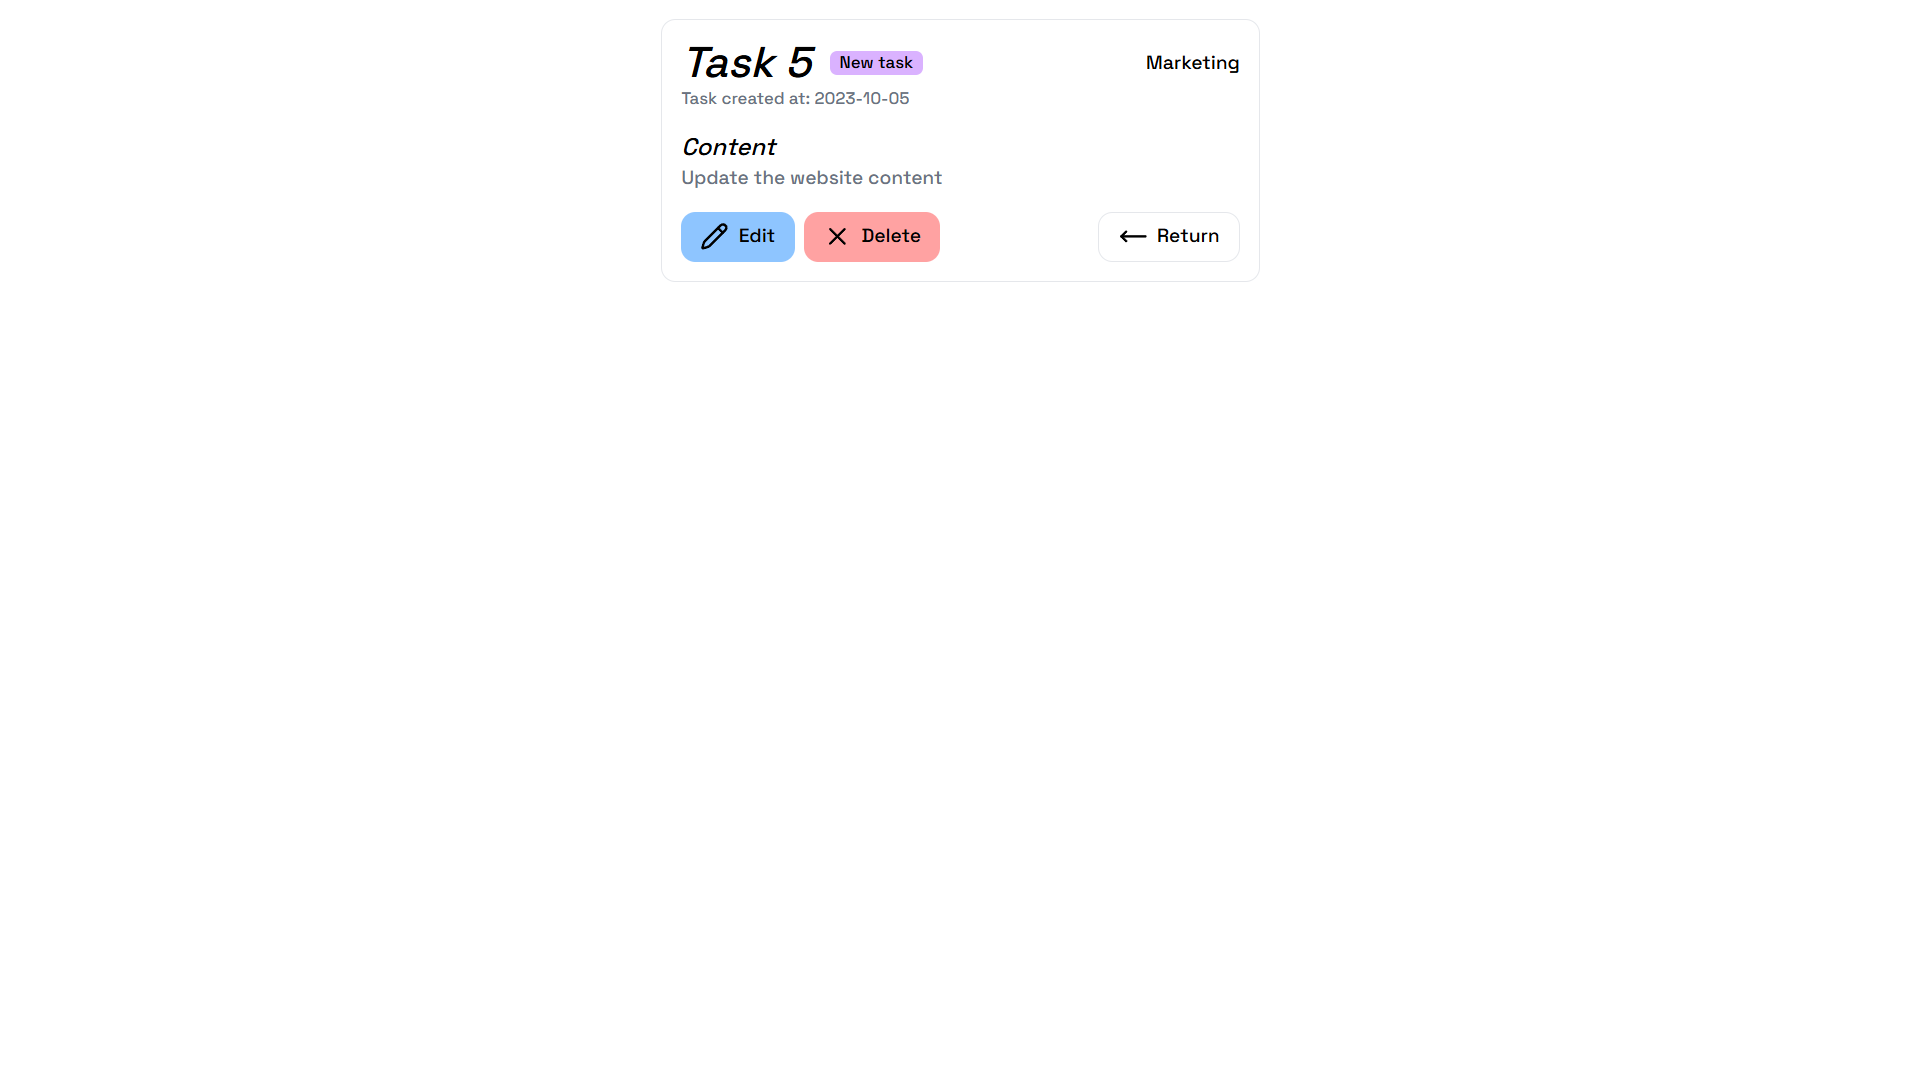 Task 5 New task Marketing
Task created at: 2023-10-05
Content
Update the website content
Edit Delete Return